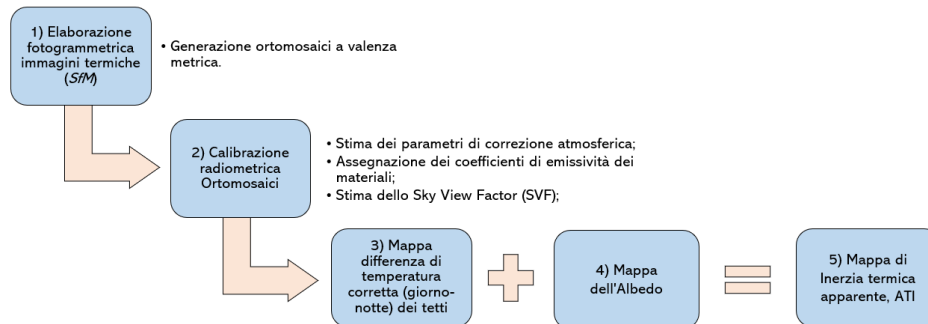 1) Elaborazione
fotogrammetrica
immagini termiche
(SfM)
• Generazione ortomosaici a valenza
metrica.
2) Calibrazione
radiometrica
Ortomosaici
• Stima dei parametri di correzione atmosferica;
• Assegnazione dei coefficienti di emissività dei
materiali;
• Stima dello Sky View Factor (SVF);
3) Mappa
differenza di
temperatura
corretta (giorno-
notte) dei tetti
4) Mappa
dell'Albedo
5) Mappa di
Inerzia termica
apparente, ATI